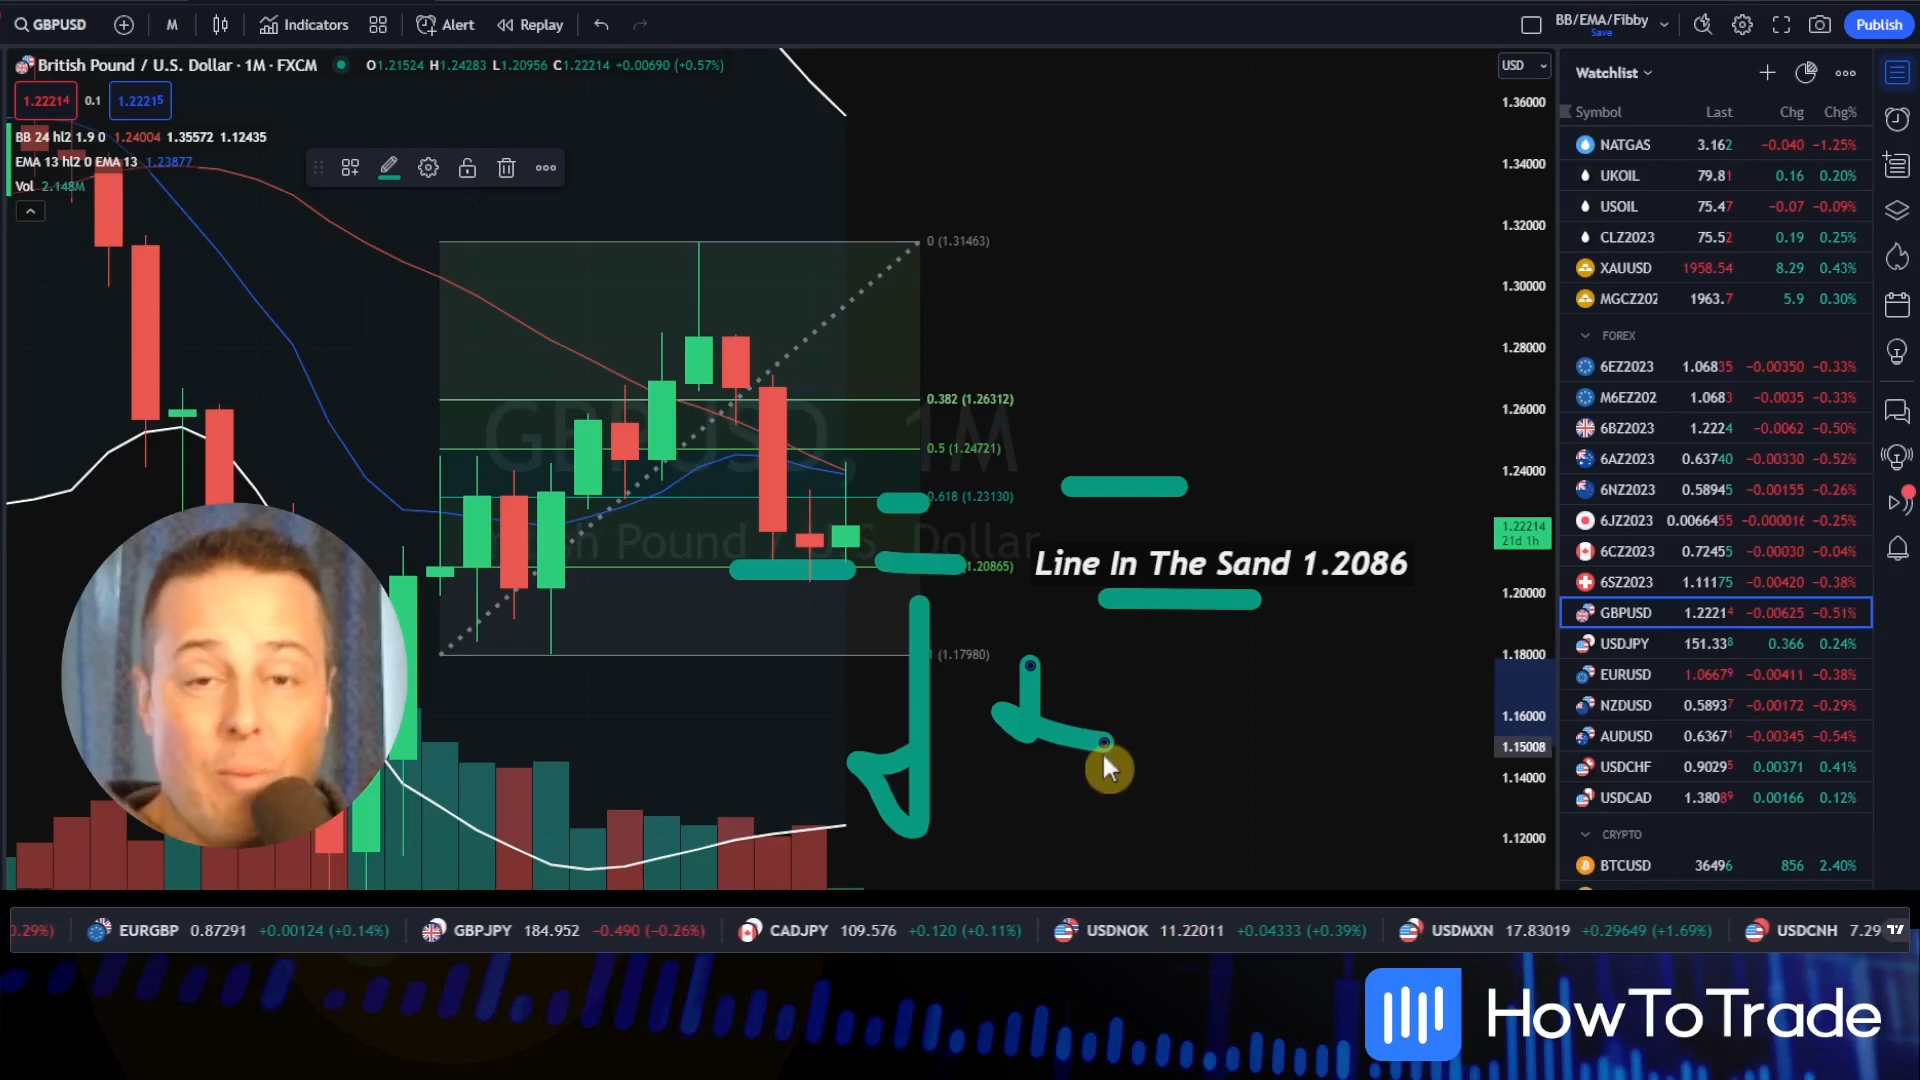 GBPUSD M Indicators Alert Replay BB/EMA/Fibby Save Publish
British Pound / U.S. Dollar · 1M · FXCM O1.21524 H1.24283 L1.20956 C1.22214 +0.00690 (+0.57%)
1.22214 0.1 1.22215
BB 24 hl2 1.9 0 1.24004 1.35572 1.12435
EMA 13 hl2 0 EMA 13 1.23877
Vol 2.148M
GBPUSD, 1M
British Pound / U.S. Dollar
0 (1.31463)
0.382 (1.26312)
0.5 (1.24721)
0.618 (1.23130)
1.20865)
1 (1.17980)
Line In The Sand 1.2086
USD
1.36000
1.34000
1.32000
1.30000
1.28000
1.26000
1.24000
1.22214
21d 1h
1.20000
1.18000
1.16000
1.15008
1.14000
1.12000
Watchlist
Symbol Last Chg Chg%
NATGAS 3.162 −0.040 −1.25%
UKOIL 79.81 0.16 0.20%
USOIL 75.47 −0.07 −0.09%
CLZ2023 75.52 0.19 0.25%
XAUUSD 1958.54 8.29 0.43%
MGCZ202 1963.7 5.9 0.30%
FOREX
6EZ2023 1.06835 −0.00350 −0.33%
M6EZ202 1.0683 −0.0035 −0.33%
6BZ2023 1.2224 −0.0062 −0.50%
6AZ2023 0.63740 −0.00330 −0.52%
6NZ2023 0.58945 −0.00155 −0.26%
6JZ2023 0.0066455 −0.000016 −0.25%
6CZ2023 0.72455 −0.00030 −0.04%
6SZ2023 1.11175 −0.00420 −0.38%
GBPUSD 1.22214 −0.00625 −0.51%
USDJPY 151.338 0.366 0.24%
EURUSD 1.06679 −0.00411 −0.38%
NZDUSD 0.58937 −0.00172 −0.29%
AUDUSD 0.63671 −0.00345 −0.54%
USDCHF 0.90295 0.00371 0.41%
USDCAD 1.38089 0.00166 0.12%
CRYPTO
BTCUSD 36496 856 2.40%
0.29%) EURGBP 0.87291 +0.00124 (+0.14%) GBPJPY 184.952 −0.490 (−0.26%) CADJPY 109.576 +0.120 (+0.11%) USDNOK 11.22011 +0.04333 (+0.39%) USDMXN 17.83019 +0.29649 (+1.69%) USDCNH 7.29
HowToTrade